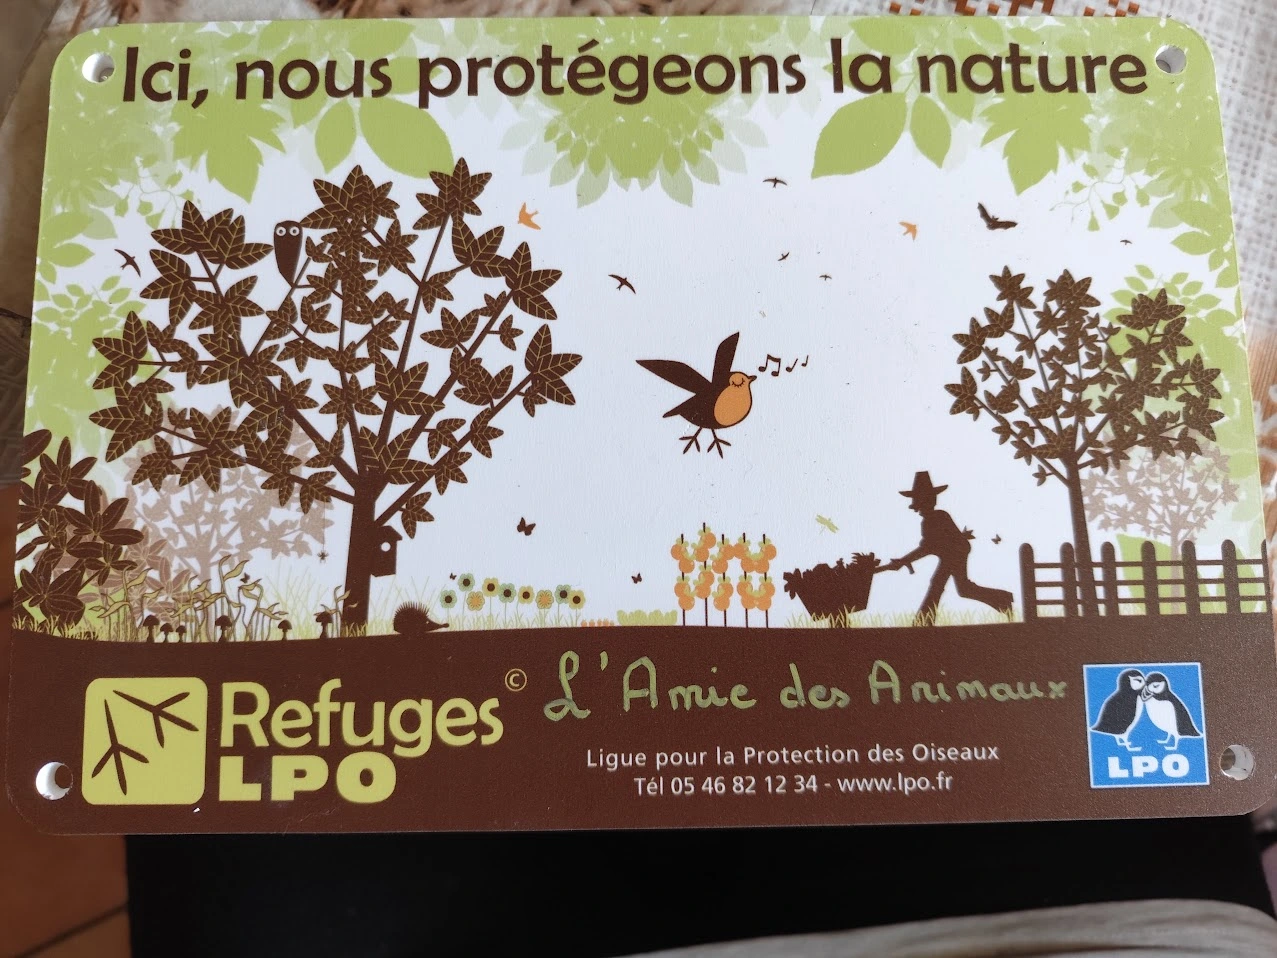 Ici, nous protégeons la nature
Refuges©
LPO
L'Amie des Animaux
Ligue pour la Protection des Oiseaux
Tél 05 46 82 12 34 - www.lpo.fr
LPO